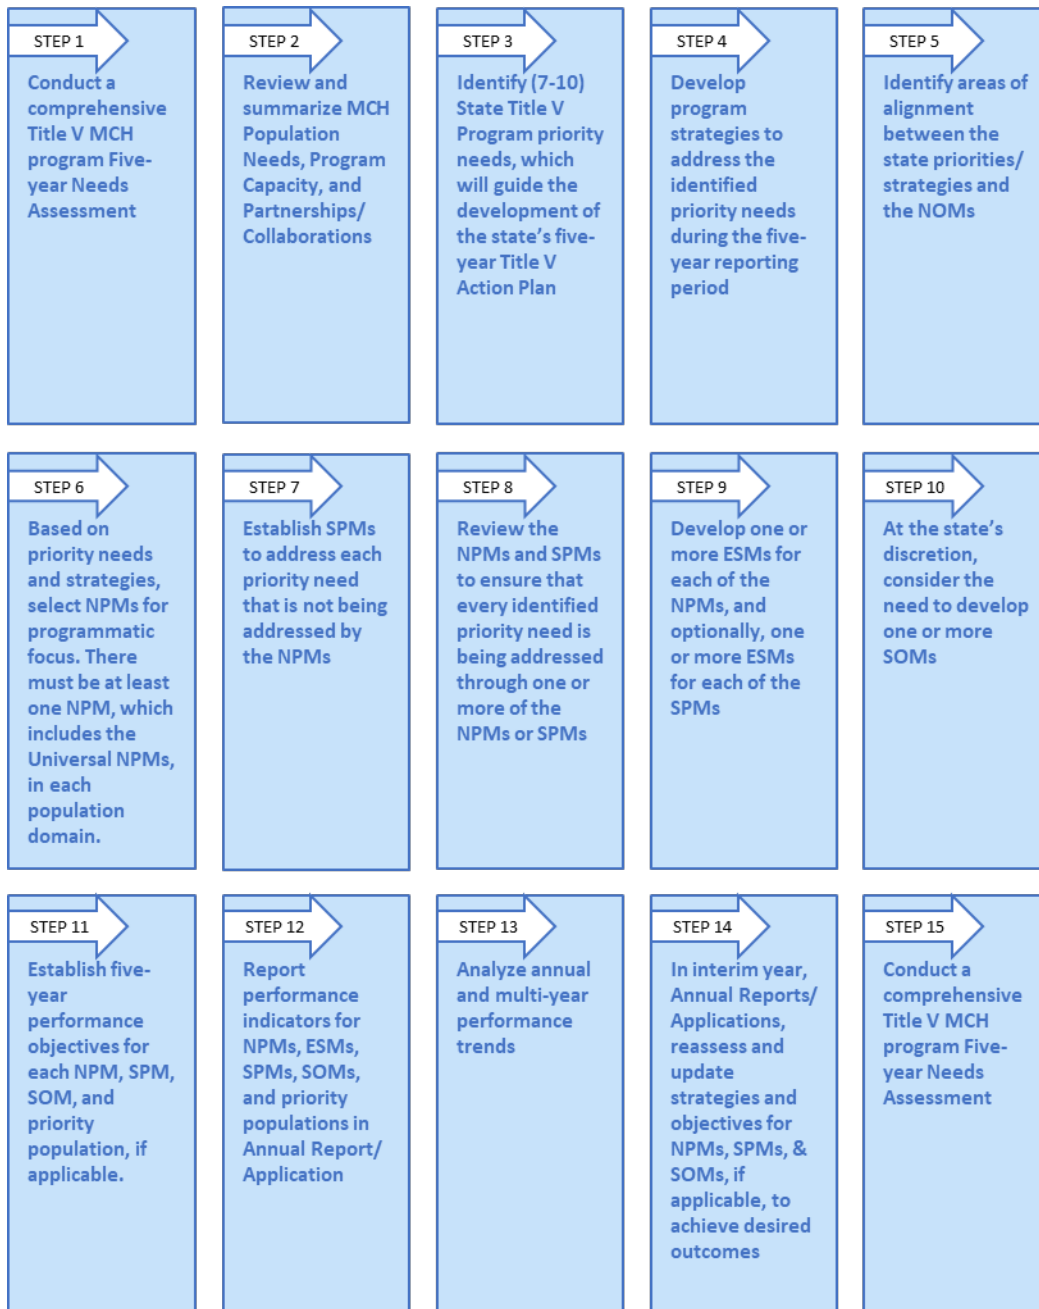 STEP 1
Conduct a
comprehensive
Title V MCH
program Five-
year Needs
Assessment
STEP 2
Review and
summarize MCH
Population
Needs, Program
Capacity, and
Partnerships/
Collaborations
STEP 3
Identify (7-10)
State Title V
Program priority
needs, which
will guide the
development of
the state's five-
year Title V
Action Plan
STEP 4
Develop
program
strategies to
address the
identified
priority needs
during the five-
year reporting
period
STEP 5
Identify areas of
alignment
between the
state priorities/
strategies and
the NOMs
STEP 6
Based on
priority needs
and strategies,
select NPMs for
programmatic
focus. There
must be at least
one NPM, which
includes the
Universal NPMs,
in each
population
domain.
STEP 7
Establish SPMs
to address each
priority need
that is not being
addressed by
the NPMs
STEP 8
Review the
NPMs and SPMs
to ensure that
every identified
priority need is
being addressed
through one or
more of the
NPMs or SPMs
STEP 9
Develop one or
more ESMs for
each of the
NPMs, and
optionally, one
or more ESMs
for each of the
SPMs
STEP 10
At the state's
discretion,
consider the
need to develop
one or more
SOMs
STEP 11
Establish five-
year
performance
objectives for
each NPM, SPM,
SOM, and
priority
population, if
applicable.
STEP 12
Report
performance
indicators for
NPMs, ESMs,
SPMs, SOMs,
and priority
populations in
Annual Report/
Application
STEP 13
Analyze annual
and multi-year
performance
trends
STEP 14
In interim year,
Annual Reports/
Applications,
reassess and
update
strategies and
objectives for
NPMs, SPMs, &
SOMs, if
applicable, to
achieve desired
outcomes
STEP 15
Conduct a
comprehensive
Title V MCH
program Five-
year Needs
Assessment